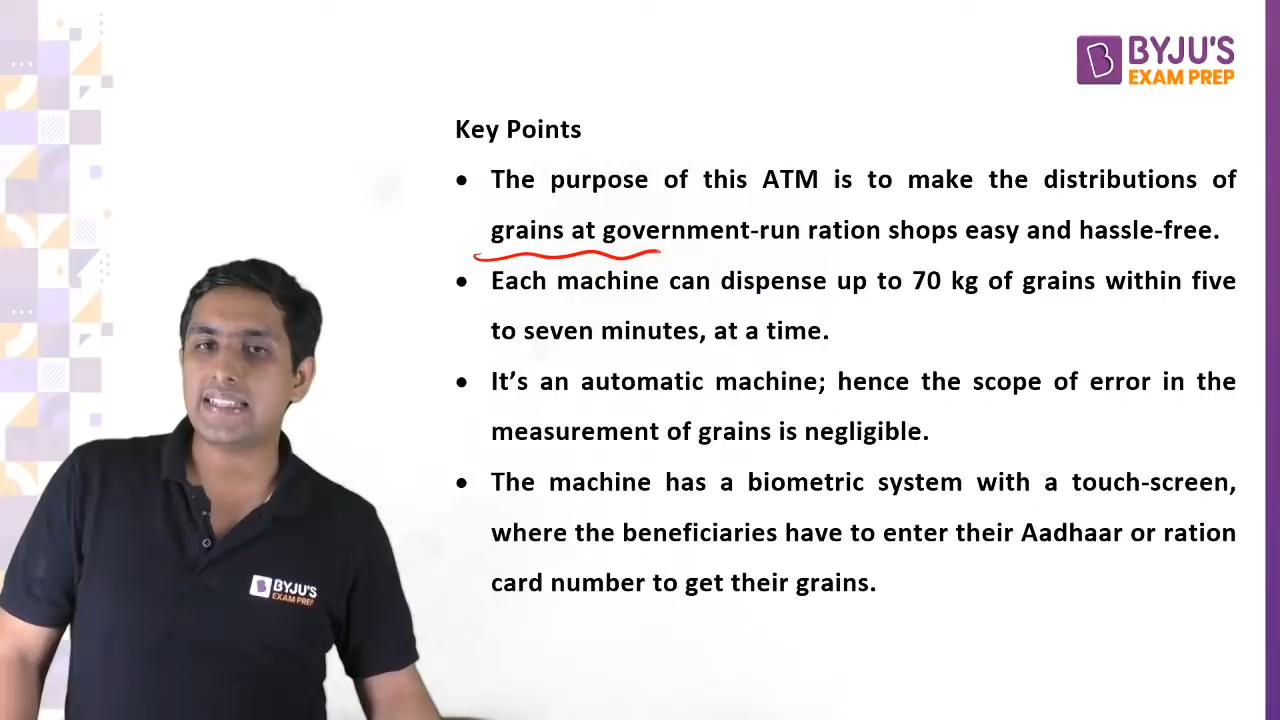 BYJU'S
EXAM PREP
Key Points
• The purpose of this ATM is to make the distributions of
grains at government-run ration shops easy and hassle-free.
• Each machine can dispense up to 70 kg of grains within five
to seven minutes, at a time.
• It's an automatic machine; hence the scope of error in the
measurement of grains is negligible.
• The machine has a biometric system with a touch-screen,
where the beneficiaries have to enter their Aadhaar or ration
card number to get their grains.
BYJU'S
EXAM PREP